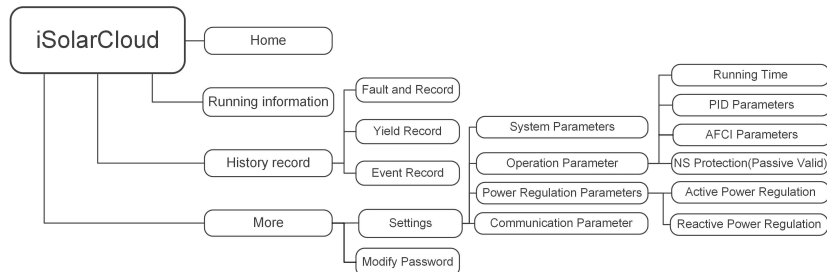 iSolarCloud
Home
Running information
History record
Fault and Record
Yield Record
Event Record
More
Settings
Modify Password
System Parameters
Operation Parameter
Power Regulation Parameters
Communication Parameter
Running Time
PID Parameters
AFCI Parameters
NS Protection(Passive Valid)
Active Power Regulation
Reactive Power Regulation